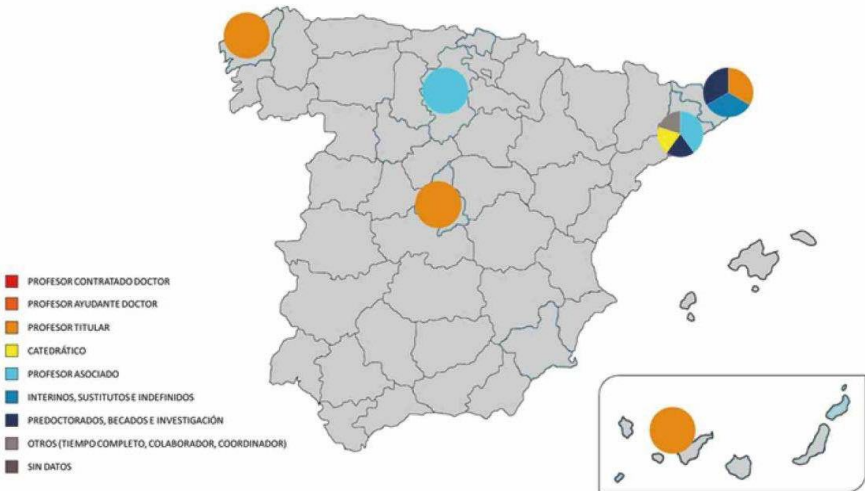 PROFESOR CONTRATADO DOCTOR
PROFESOR AYUDANTE DOCTOR
PROFESOR TITULAR
CATEDRÁTICO
PROFESOR ASOCIADO
INTERINOS, SUSTITUTOS E INDEFINIDOS
PREDOCTORADOS, BECADOS E INVESTIGACIÓN
OTROS (TIEMPO COMPLETO, COLABORADOR, COORDINADOR)
SIN DATOS